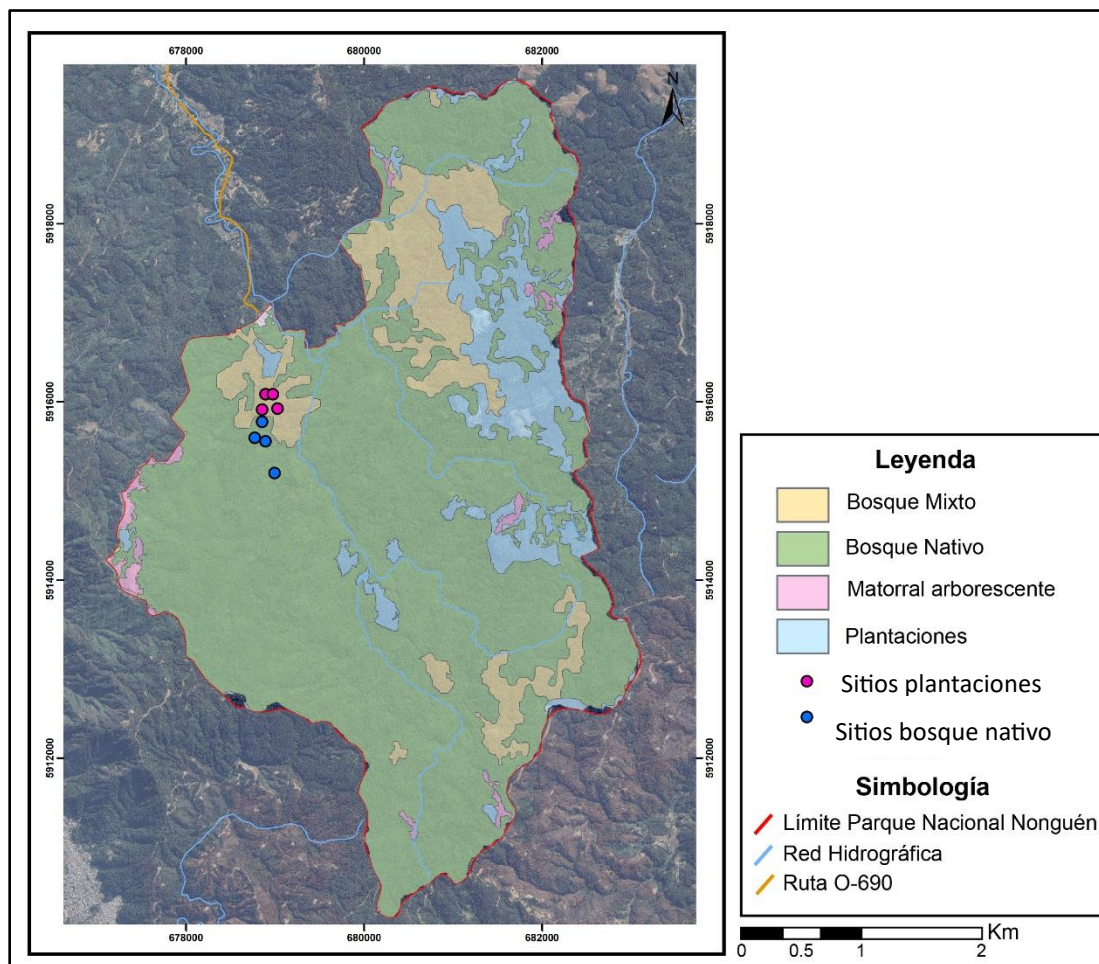 678000 680000 682000
N
5918000 5918000
5916000 5916000
5914000 5914000
5912000 5912000
678000 680000 682000
Leyenda
Bosque Mixto
Bosque Nativo
Matorral arborescente
Plantaciones
Sitios plantaciones
Sitios bosque nativo
Simbología
Límite Parque Nacional Nonguén
Red Hidrográfica
Ruta O-690
Km
0 0.5 1 2